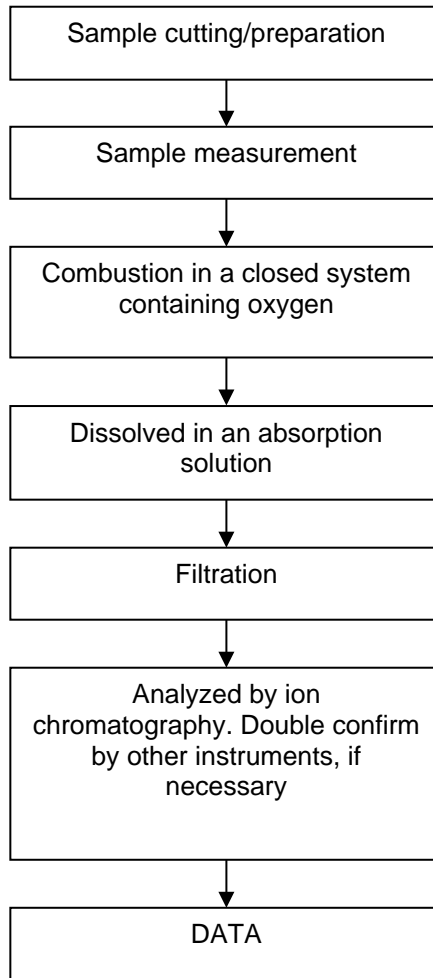 Sample cutting/preparation
Sample measurement
Combustion in a closed system
containing oxygen
Dissolved in an absorption
solution
Filtration
Analyzed by ion
chromatography. Double confirm
by other instruments, if
necessary
DATA